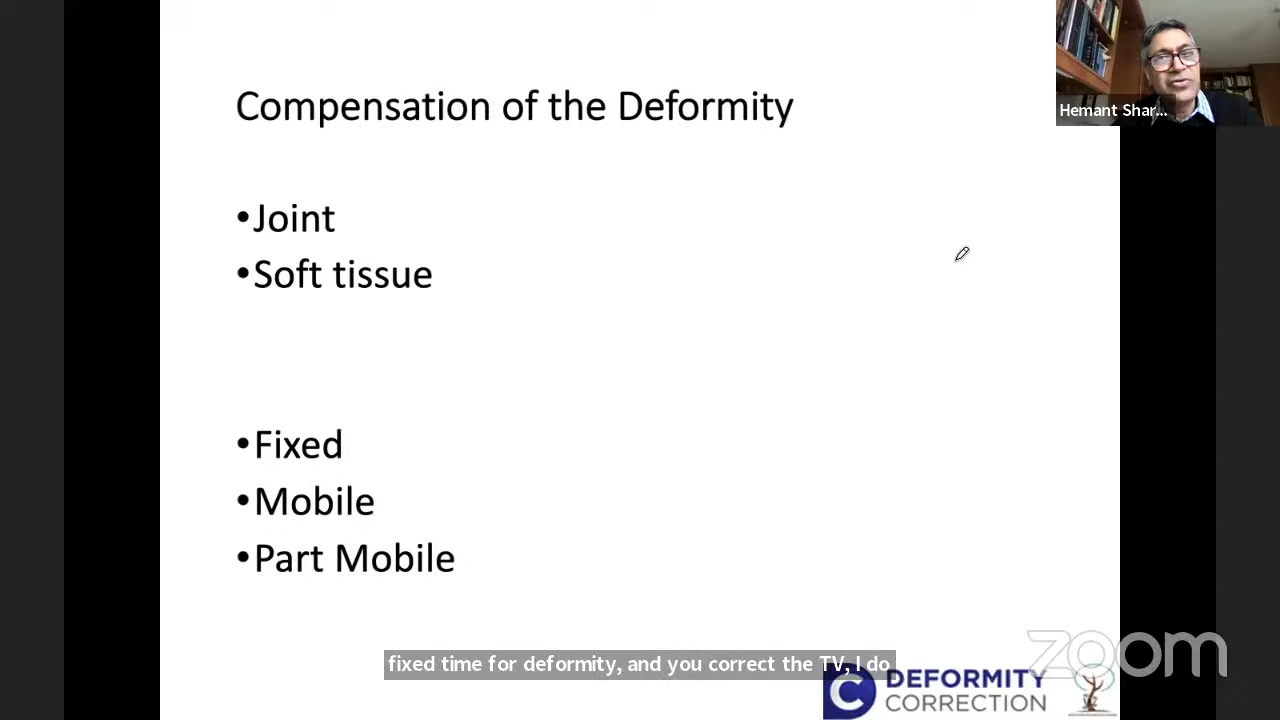 Compensation of the Deformity
Hemant Shar...
•Joint
•Soft tissue
•Fixed
•Mobile
•Part Mobile
fixed time for deformity, and you correct the TV, I do
zoom
C DEFORMITY
CORRECTION